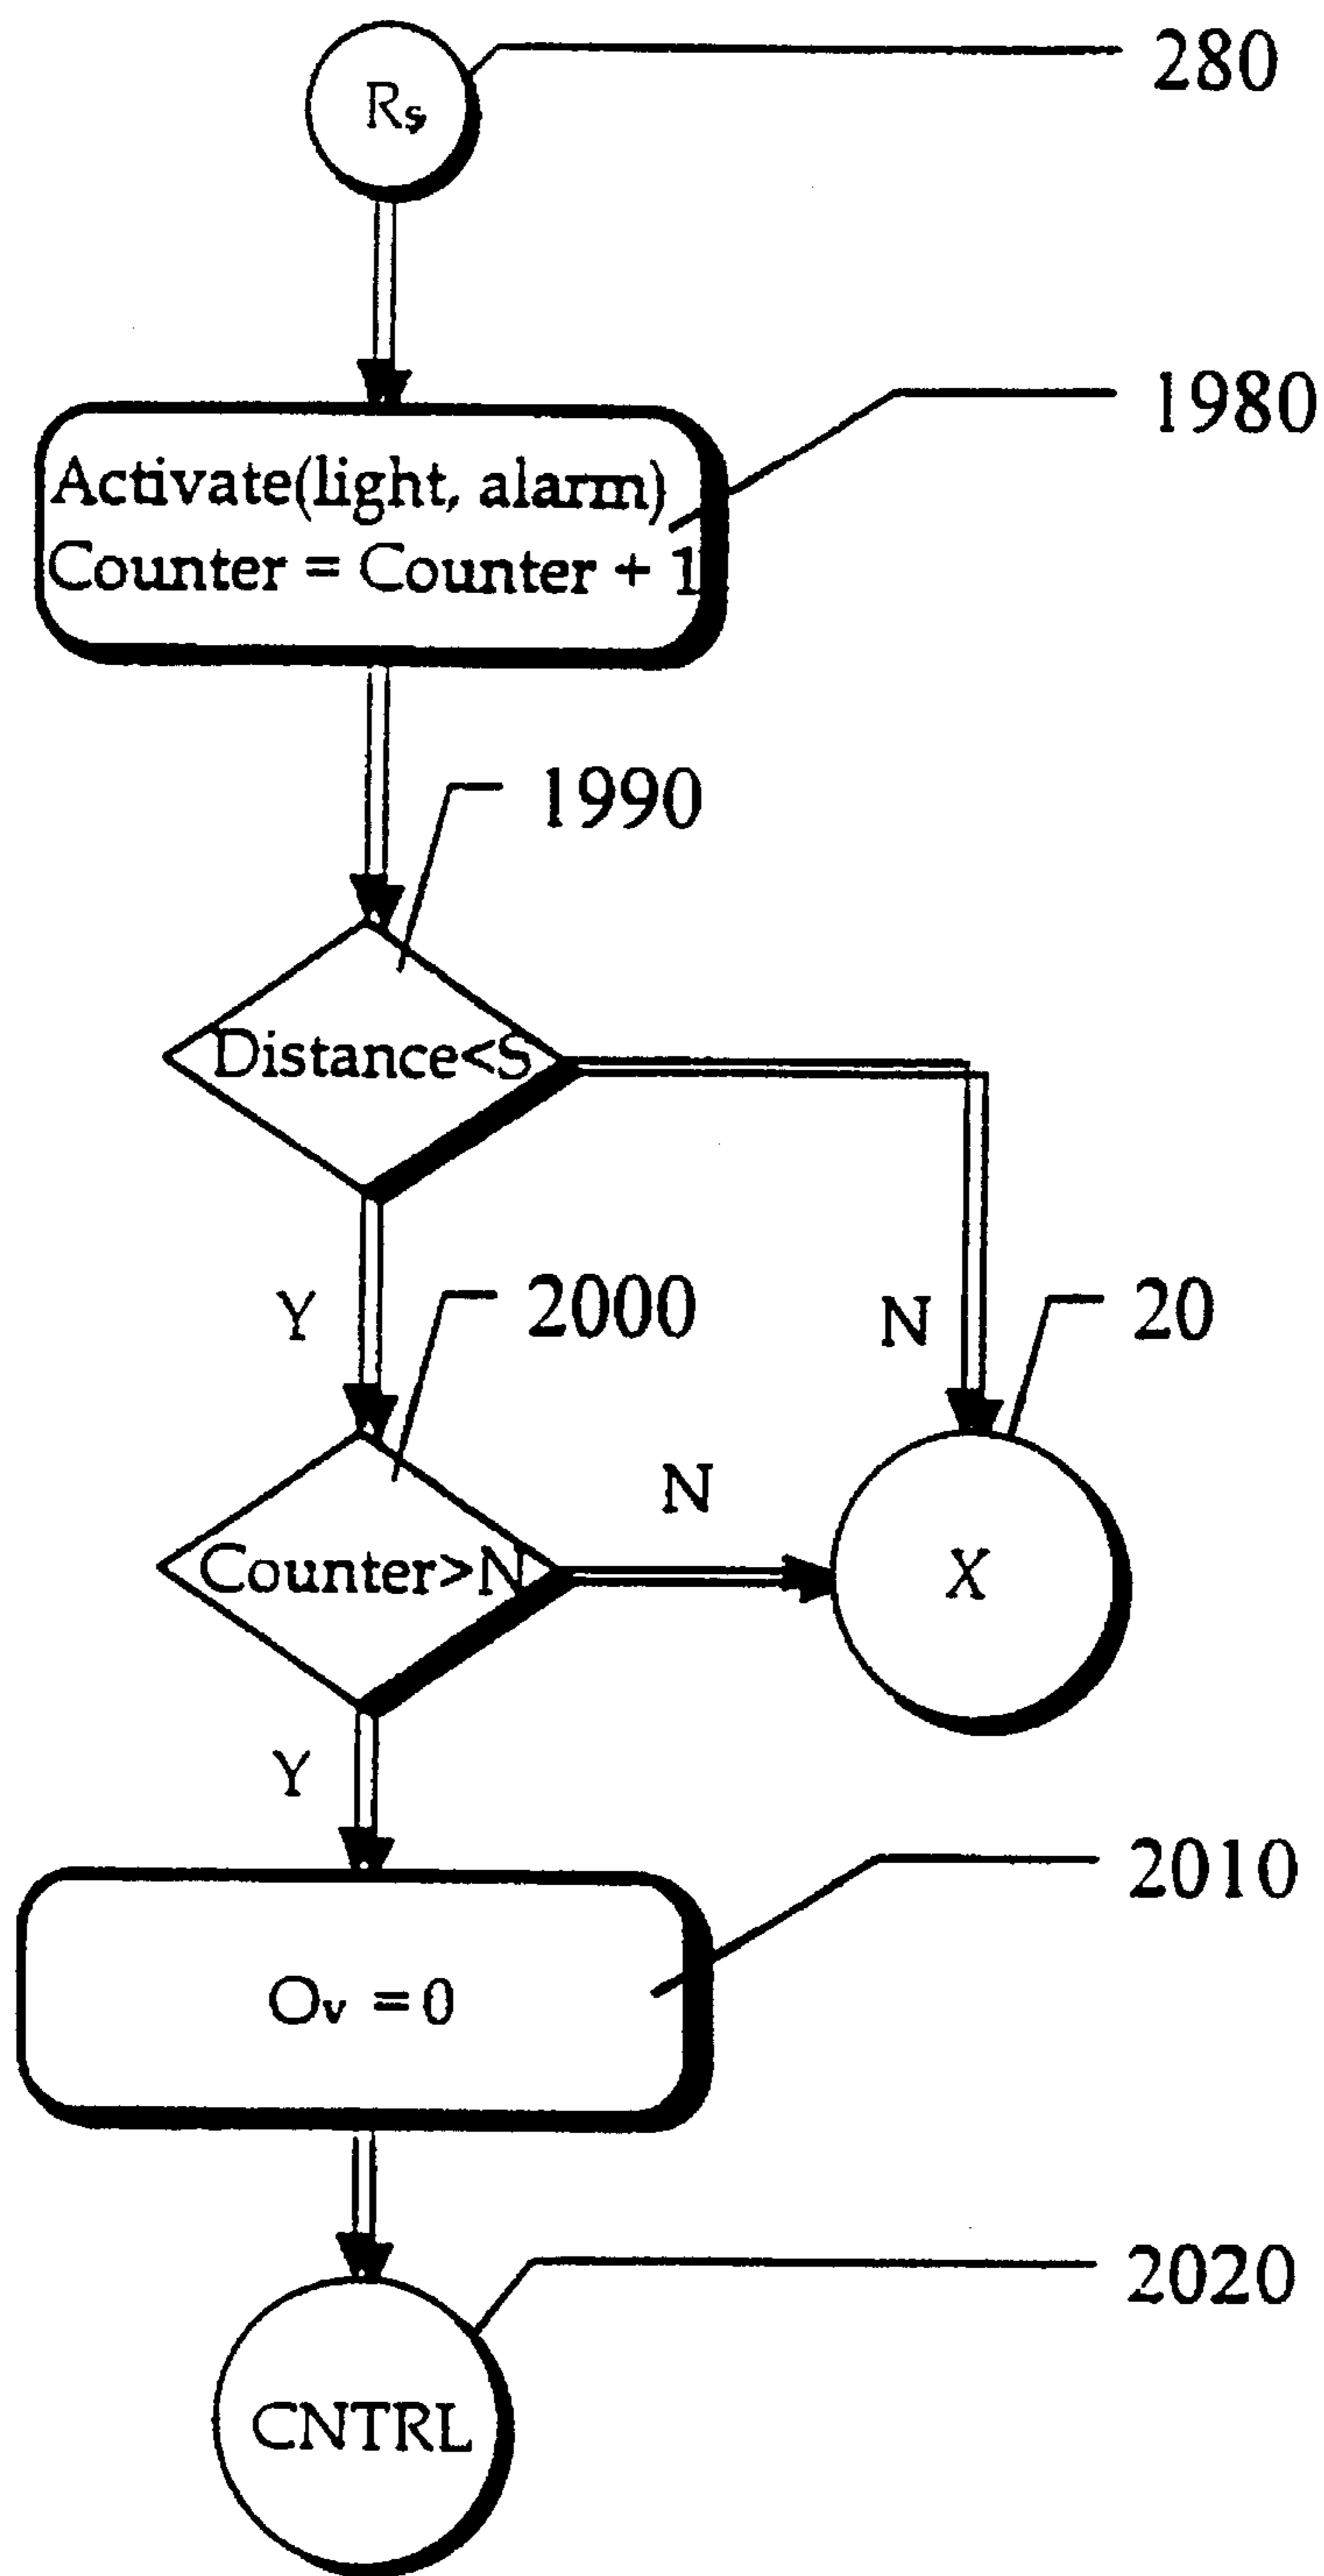 280
Rs
1980
Activate(light, alarm)
Counter = Counter + 1
1990
Distance<S
Y
2000
N
20
N
Counter>N
X
Y
2010
Ov = 0
2020
CNTRL